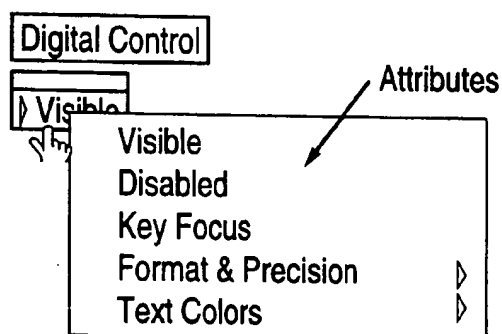 Digital Control
Visible
Attributes
Visible
Disabled
Key Focus
Format & Precision
Text Colors